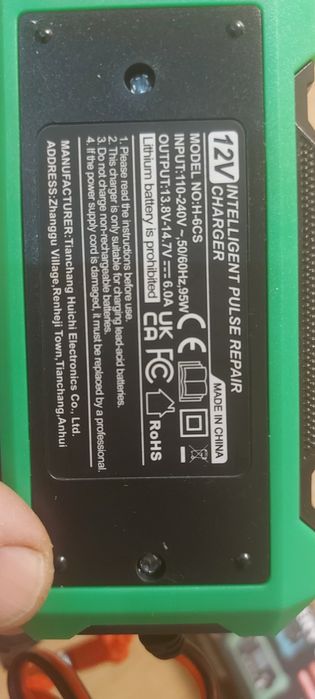 12V INTELLIGENT PULSE REPAIR CHARGER
MODEL NO:H-6CS
INPUT:110-240V~,50/60Hz,95W
OUTPUT:13.8V-14.7V⎓6.0A
Lithium battery is prohibited
CE
UK CA
FC
RoHS
MADE IN CHINA
1. Please read the instructions before use.
2. This charger is only suitable for charging lead-acid batteries.
3. Do not charge non-rechargeable batteries.
4. If the power supply cord is damaged, it must be replaced by a professional.
MANUFACTURER:Tianchang Huichi Electronics Co., Ltd.
ADDRESS:Zhanggu Village,Renheji Town,Tianchang,Anhui